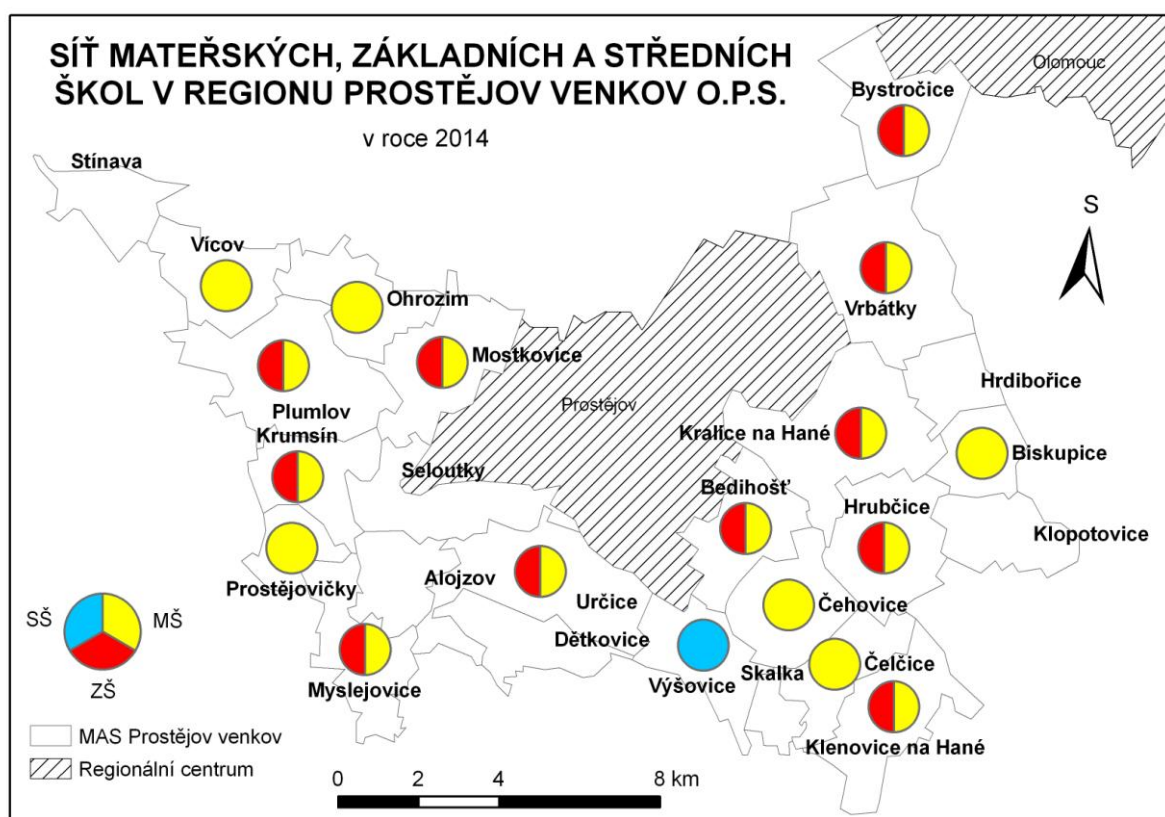 SÍŤ MATEŘSKÝCH, ZÁKLADNÍCH A STŘEDNÍCH
ŠKOL V REGIONU PROSTĚJOV VENKOV O.P.S.
v roce 2014
Olomouc
Bystročice
Stínava
S
Vícov
Ohrozim
Vrbátky
Mostkovice
Hrdibořice
Prostějov
Plumlov
Krumsín
Kralice na Hané
Biskupice
Seloutky
Bedihošť
Hrubčice
Klopotovice
Prostějovičky
Alojzov
Určice
Čehovice
SŠ
MŠ
ZŠ
Dětkovice
Výšovice
Skalka
Čelčice
Myslejovice
Klenovice na Hané
MAS Prostějov venkov
Regionální centrum
0 2 4 8 km